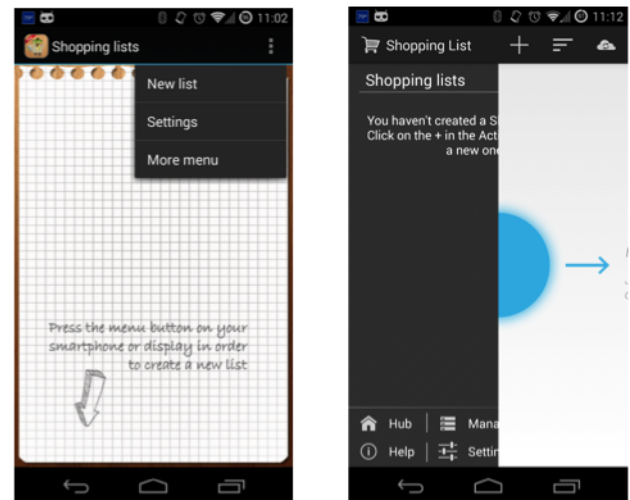 11:02
Shopping lists
New list
Settings
More menu
Press the menu button on your
smartphone or display in order
to create a new list
11:12
Shopping List
Shopping lists
You haven't created a S
Click on the + in the Act
a new one
Hub
Mana
Help
Settin